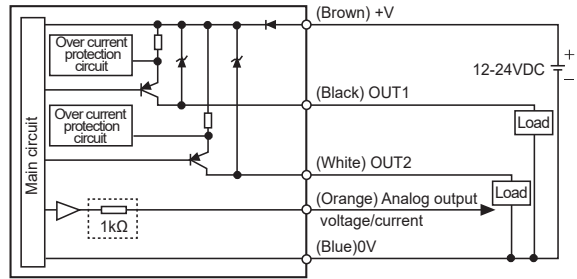 (Brown) +V
Over current
protection
circuit
12-24VDC
+
−
(Black) OUT1
Load
Over current
protection
circuit
Main circuit
(White) OUT2
Load
(Orange) Analog output
voltage/current
1kΩ
(Blue)0V